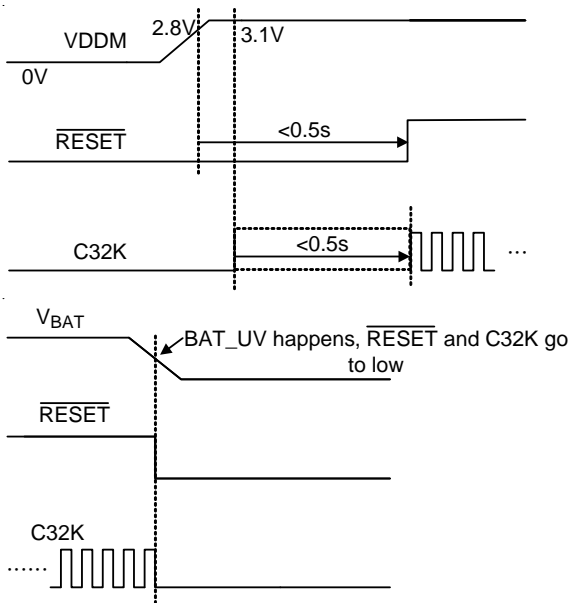 VDDM
2.8V
3.1V
0V
RESET
<0.5s
C32K
<0.5s
...
VBAT
BAT_UV happens, RESET and C32K go
to low
RESET
C32K
......